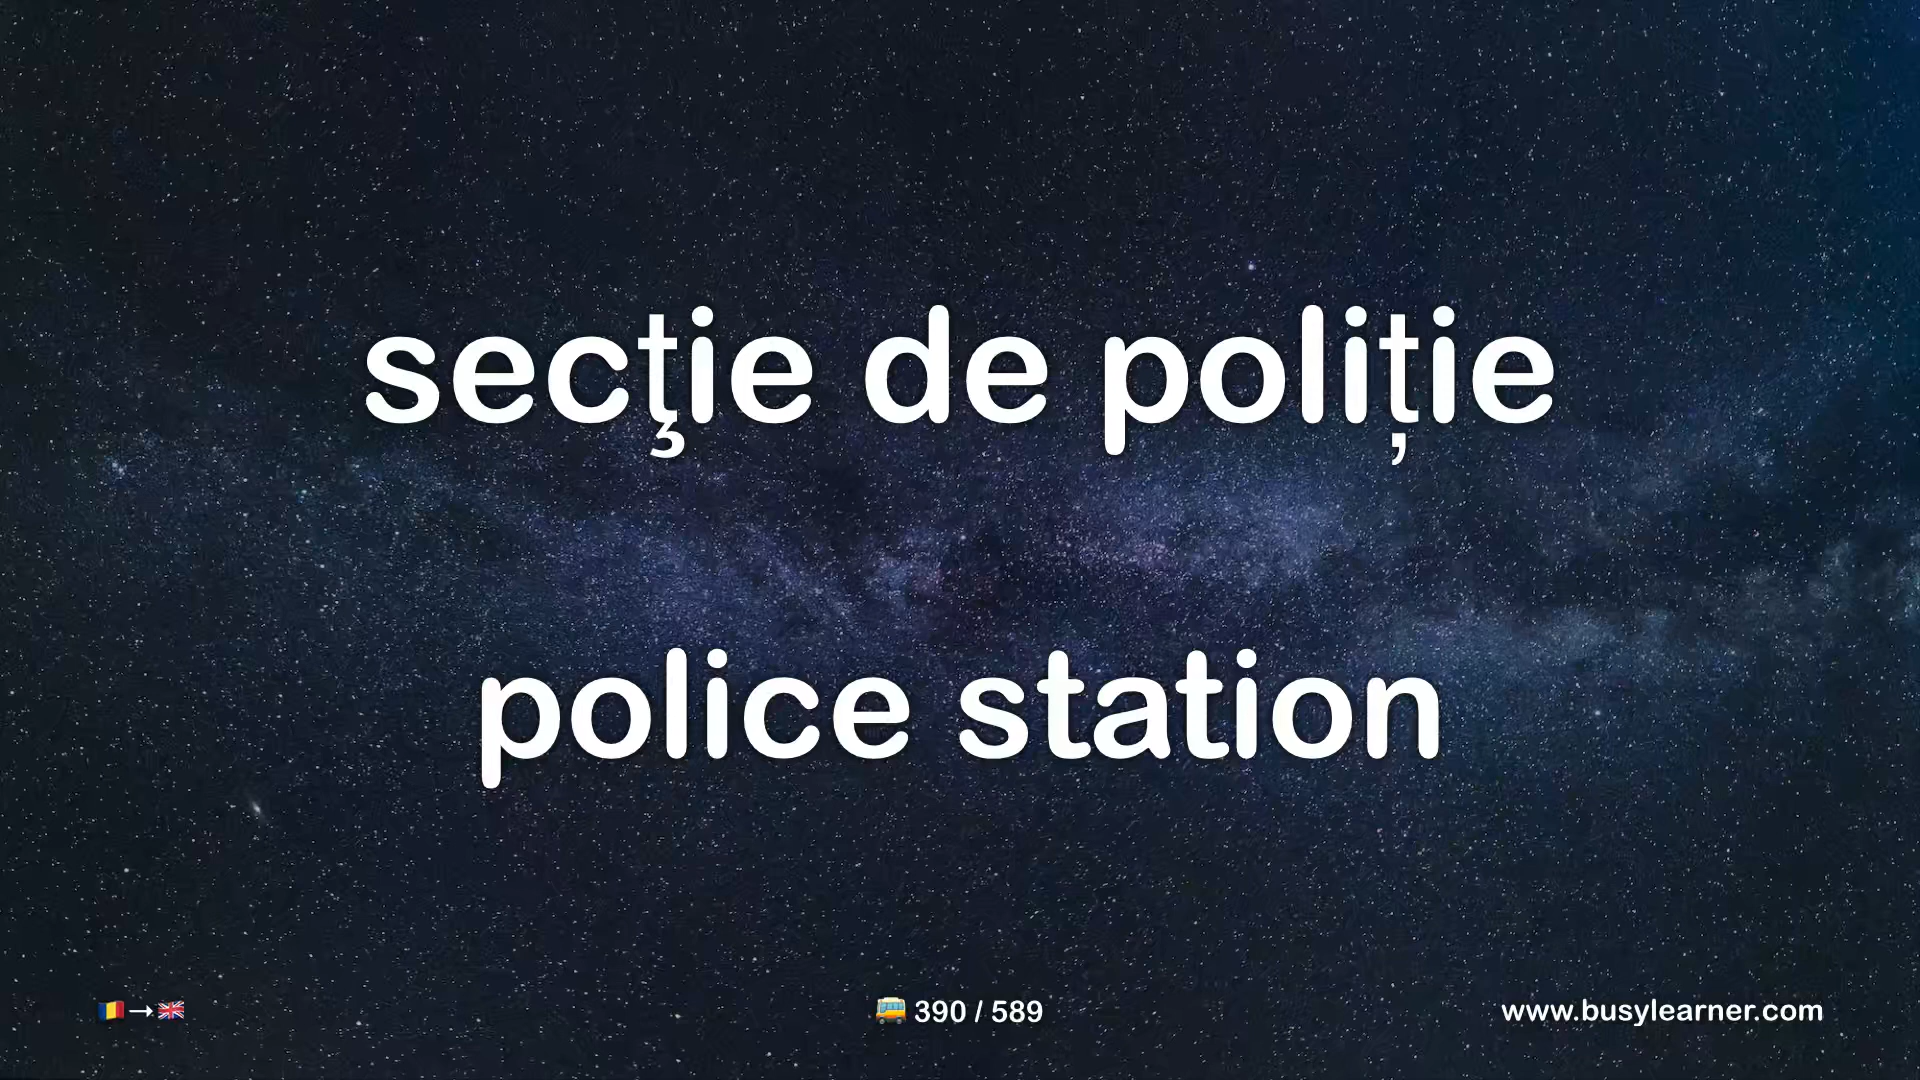 secţie de poliție
police station
🇷🇴→🇬🇧
🚌 390 / 589
www.busylearner.com